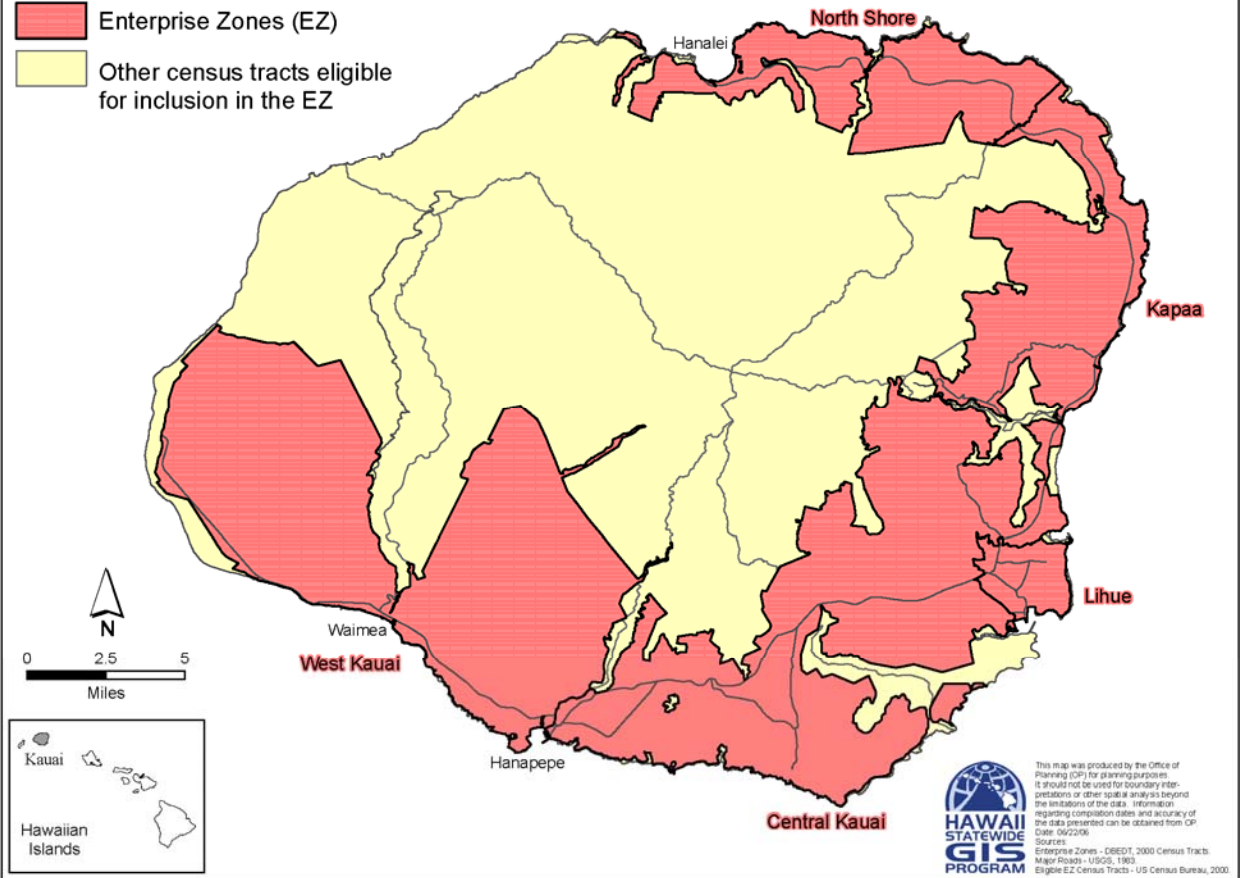 Enterprise Zones (EZ)
Other census tracts eligible
for inclusion in the EZ
North Shore
Hanalei
Kapaa
Lihue
N
0 2.5 5
Miles
Waimea
West Kauai
Hanapepe
Central Kauai
Kauai
Hawaiian
Islands
HAWAII
STATEWIDE
GIS
PROGRAM
This map was produced by the Office of
Planning (OP) for planning purposes.
It should not be used for boundary inter-
pretations or other spatial analysis beyond
the limitations of the data. Information
regarding compilation dates and accuracy of
the data presented can be obtained from OP.
Date: 06/22/06
Sources:
Enterprise Zones - DBEDT, 2000 Census Tracts.
Major Roads - USGS, 1983.
Eligible EZ Census Tracts - US Census Bureau, 2000.